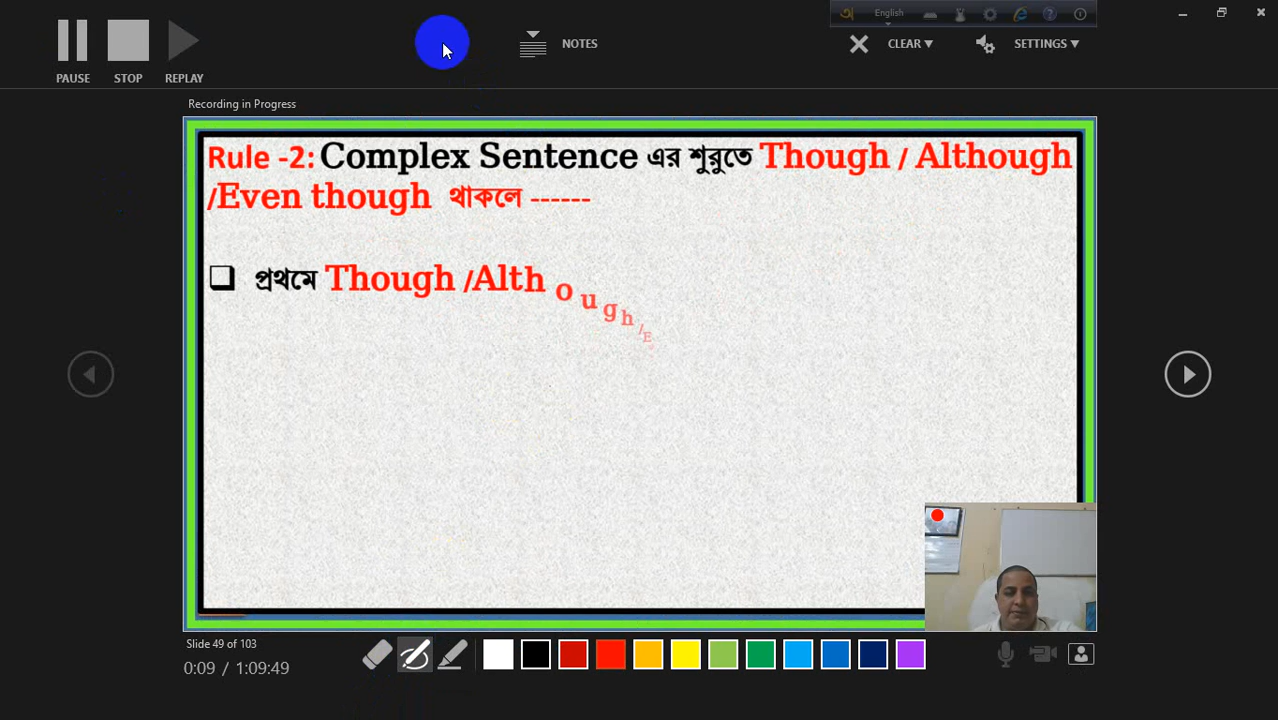 English
PAUSE
STOP
REPLAY
NOTES
CLEAR
SETTINGS
Recording in Progress
Rule -2: Complex Sentence এর শুরুতে Though / Although
/Even though থাকলে ------
প্রথমে Though /Although /E
Slide 49 of 103
0:09 / 1:09:49